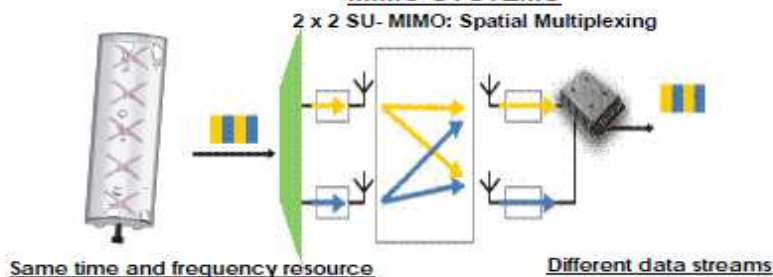 2 x 2 SU- MIMO: Spatial Multiplexing
Same time and frequency resource
Different data streams